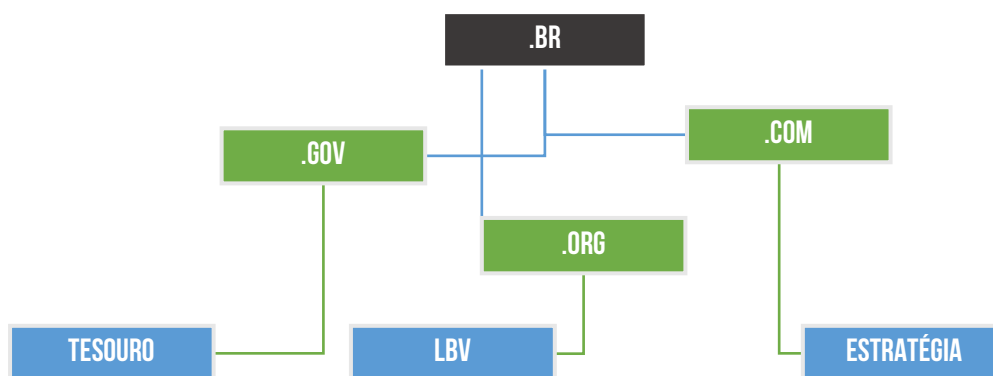 .BR
.GOV
.COM
.ORG
TESOURO
LBV
ESTRATÉGIA